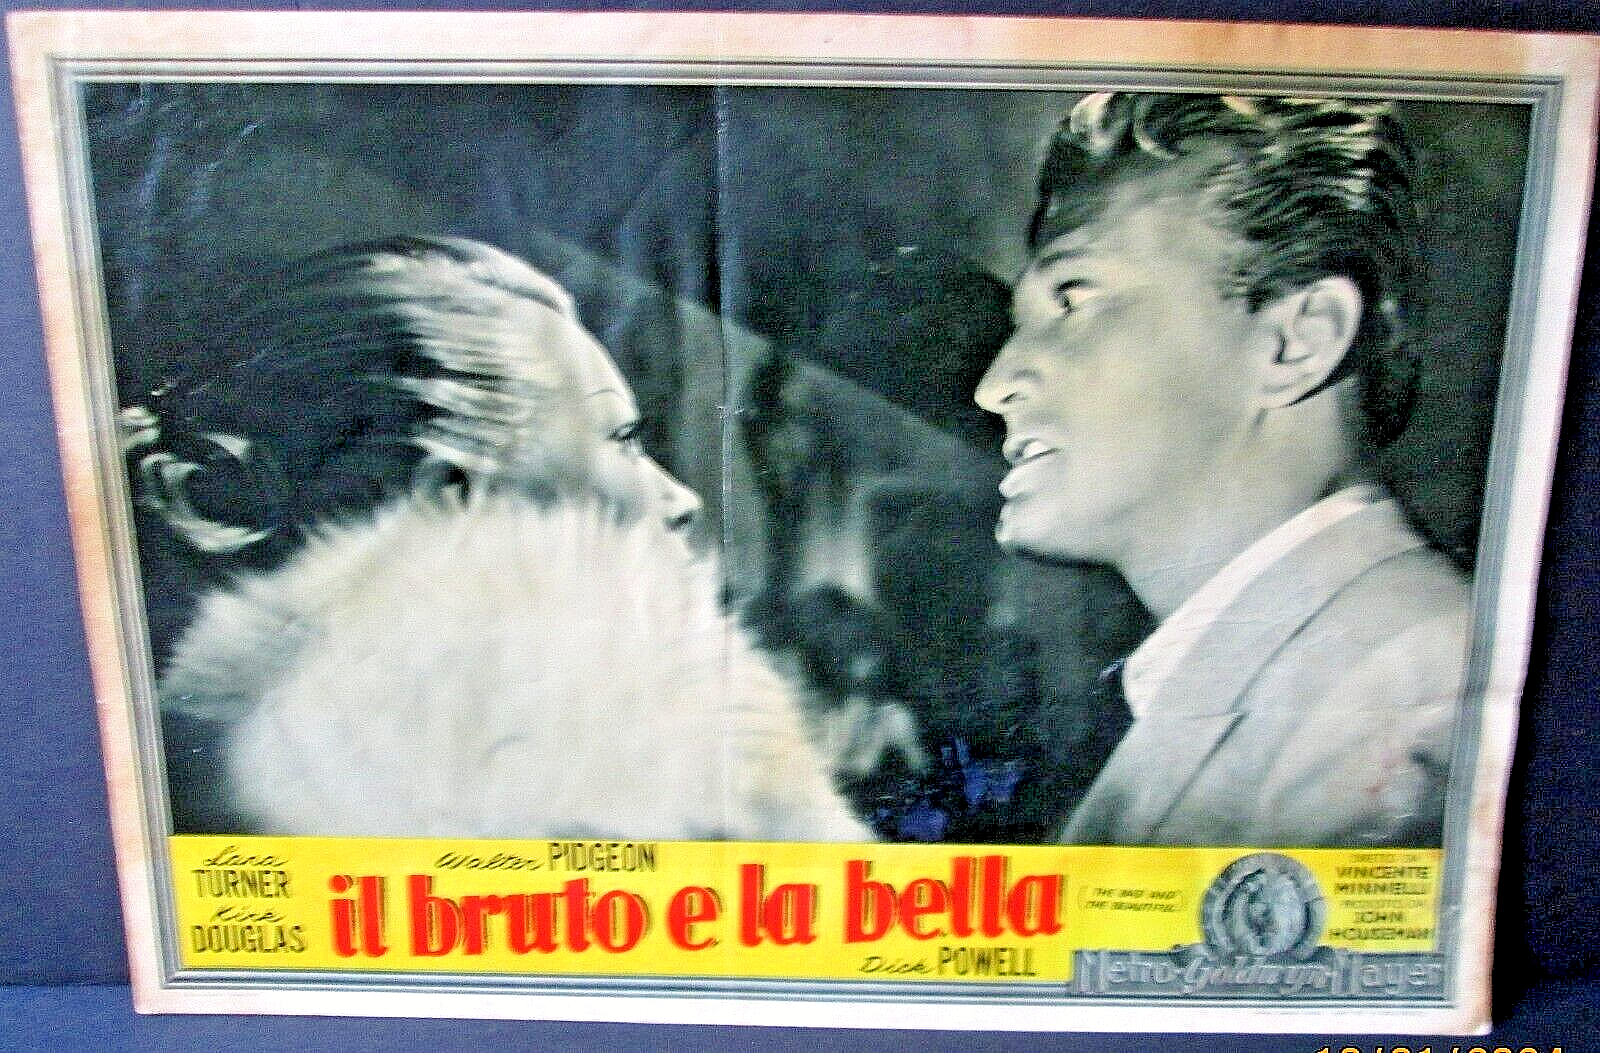 Lana
TURNER
Kirk
DOUGLAS
Walter PIDGEON
il bruto e la bella
Dick POWELL
(THE BAD AND
THE BEAUTIFUL)
DIRETTO DA
VINCENTE
MINNELLI
PRODOTTO DA
JOHN
HOUSEMAN
Metro-Goldwyn-Mayer